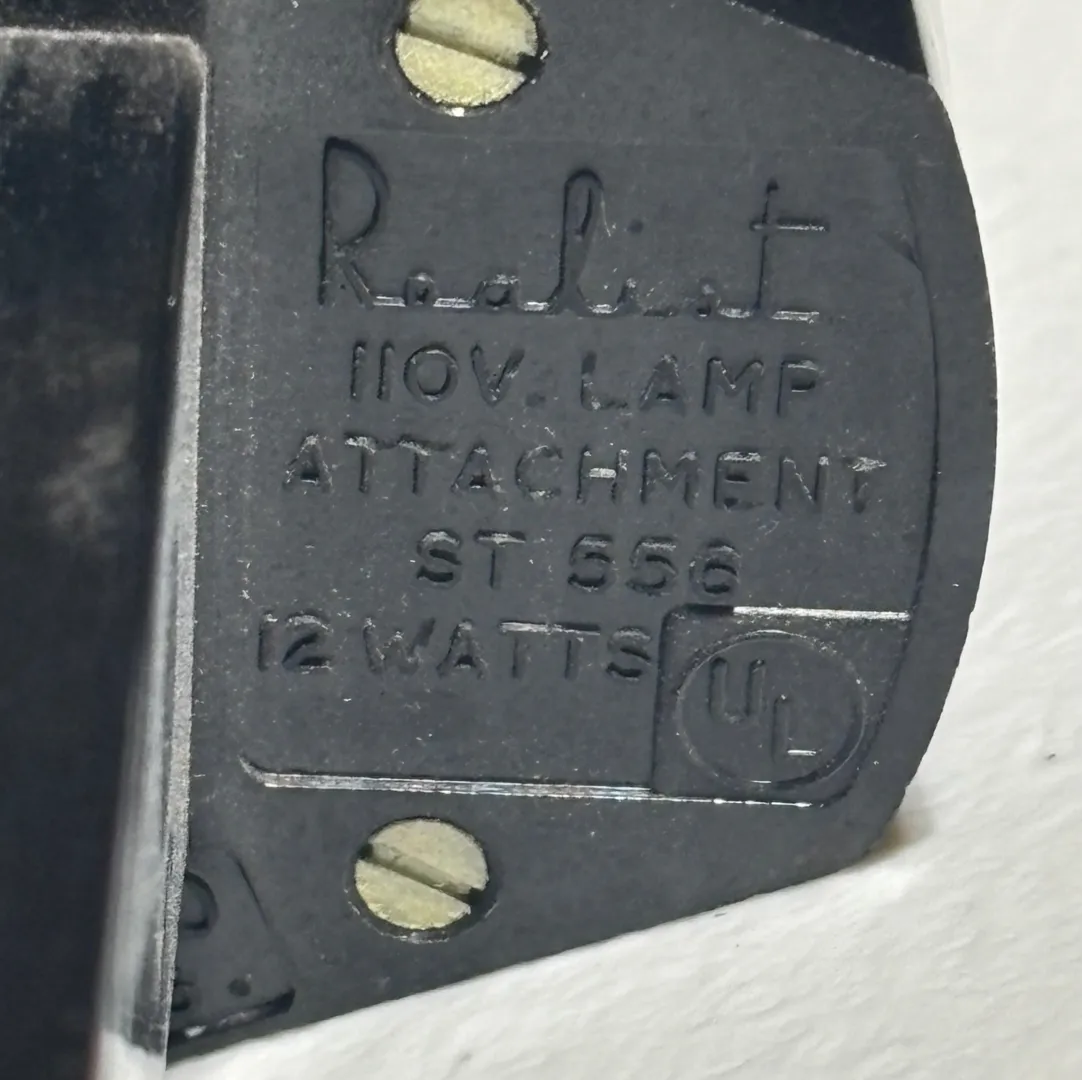 Realist
110V. LAMP
ATTACHMENT
ST 556
12 WATTS
UL